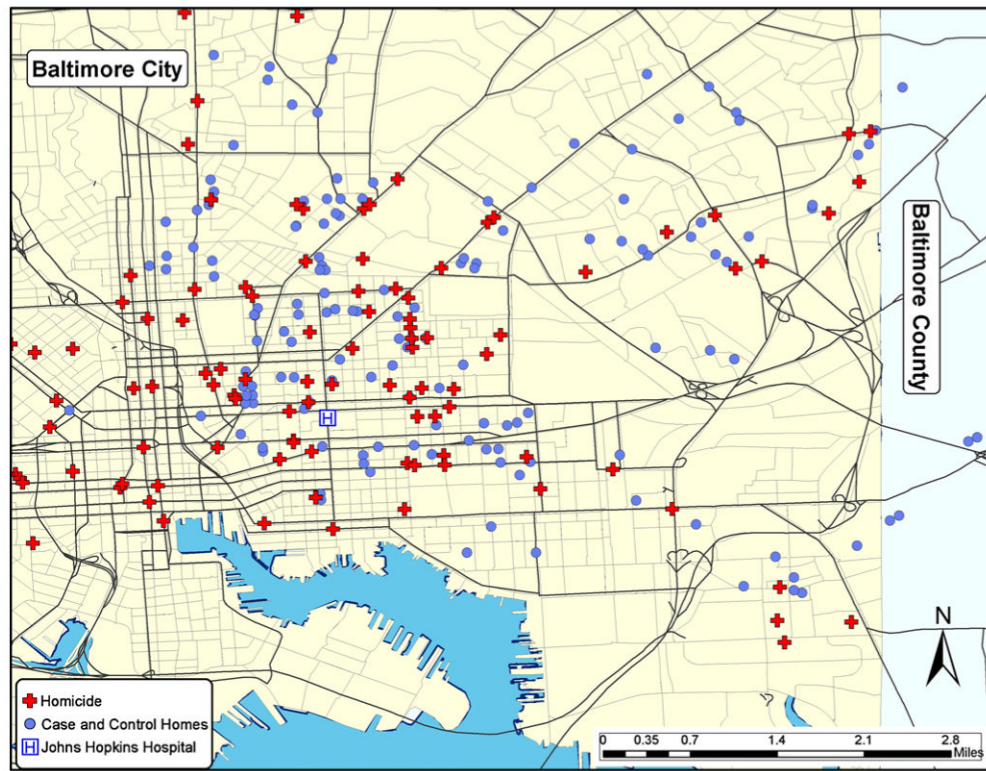 Baltimore City
Baltimore County
N
Homicide
Case and Control Homes
H
Johns Hopkins Hospital
H
0 0.35 0.7 1.4 2.1 2.8
Miles